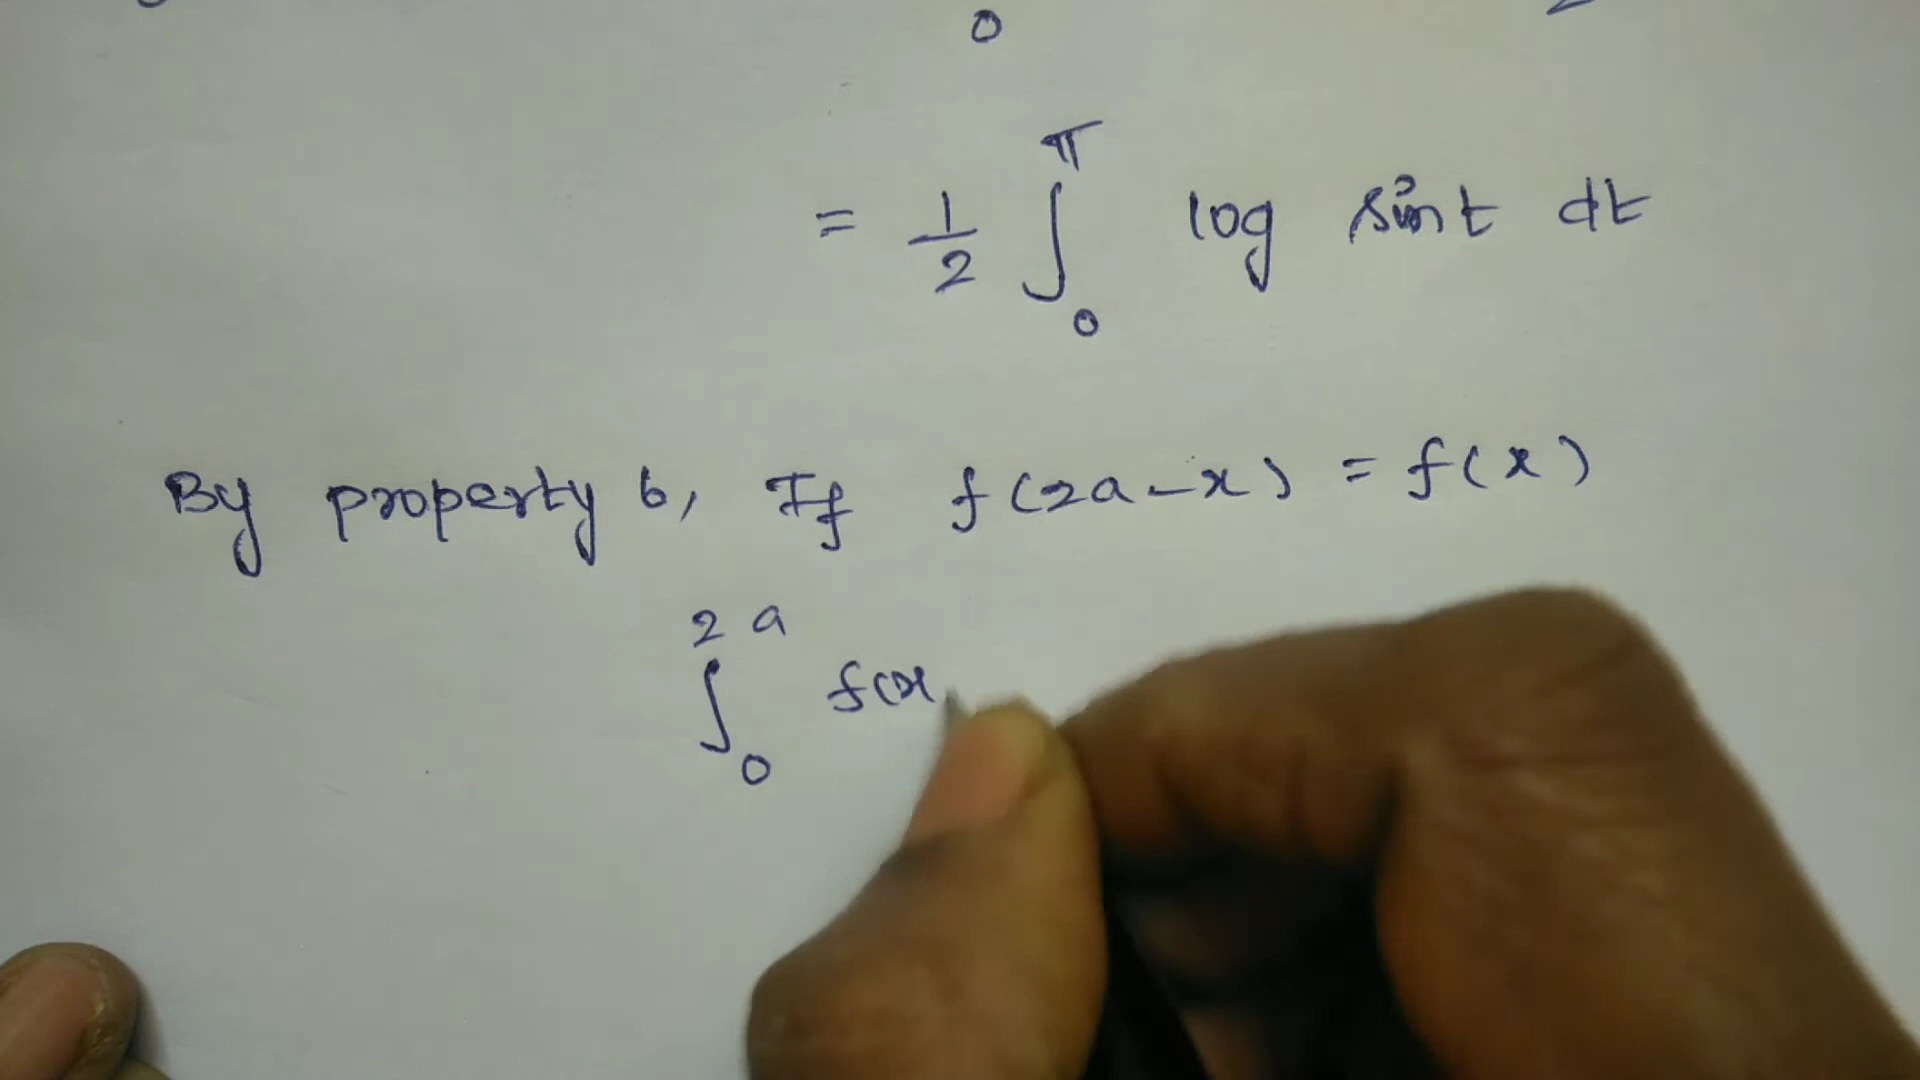 0
= 1/2 ∫₀^π log sin t dt
By property 6, If f(2a-x) = f(x)
∫₀^2a f(x